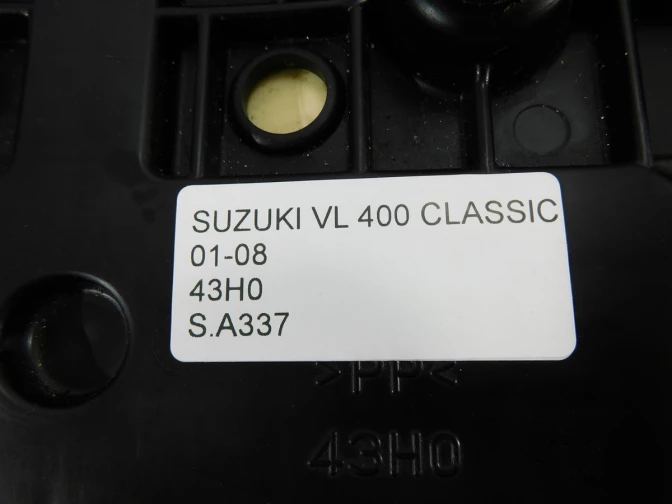 SUZUKI VL 400 CLASSIC
01-08
43H0
S.A337
>PP<
43H0